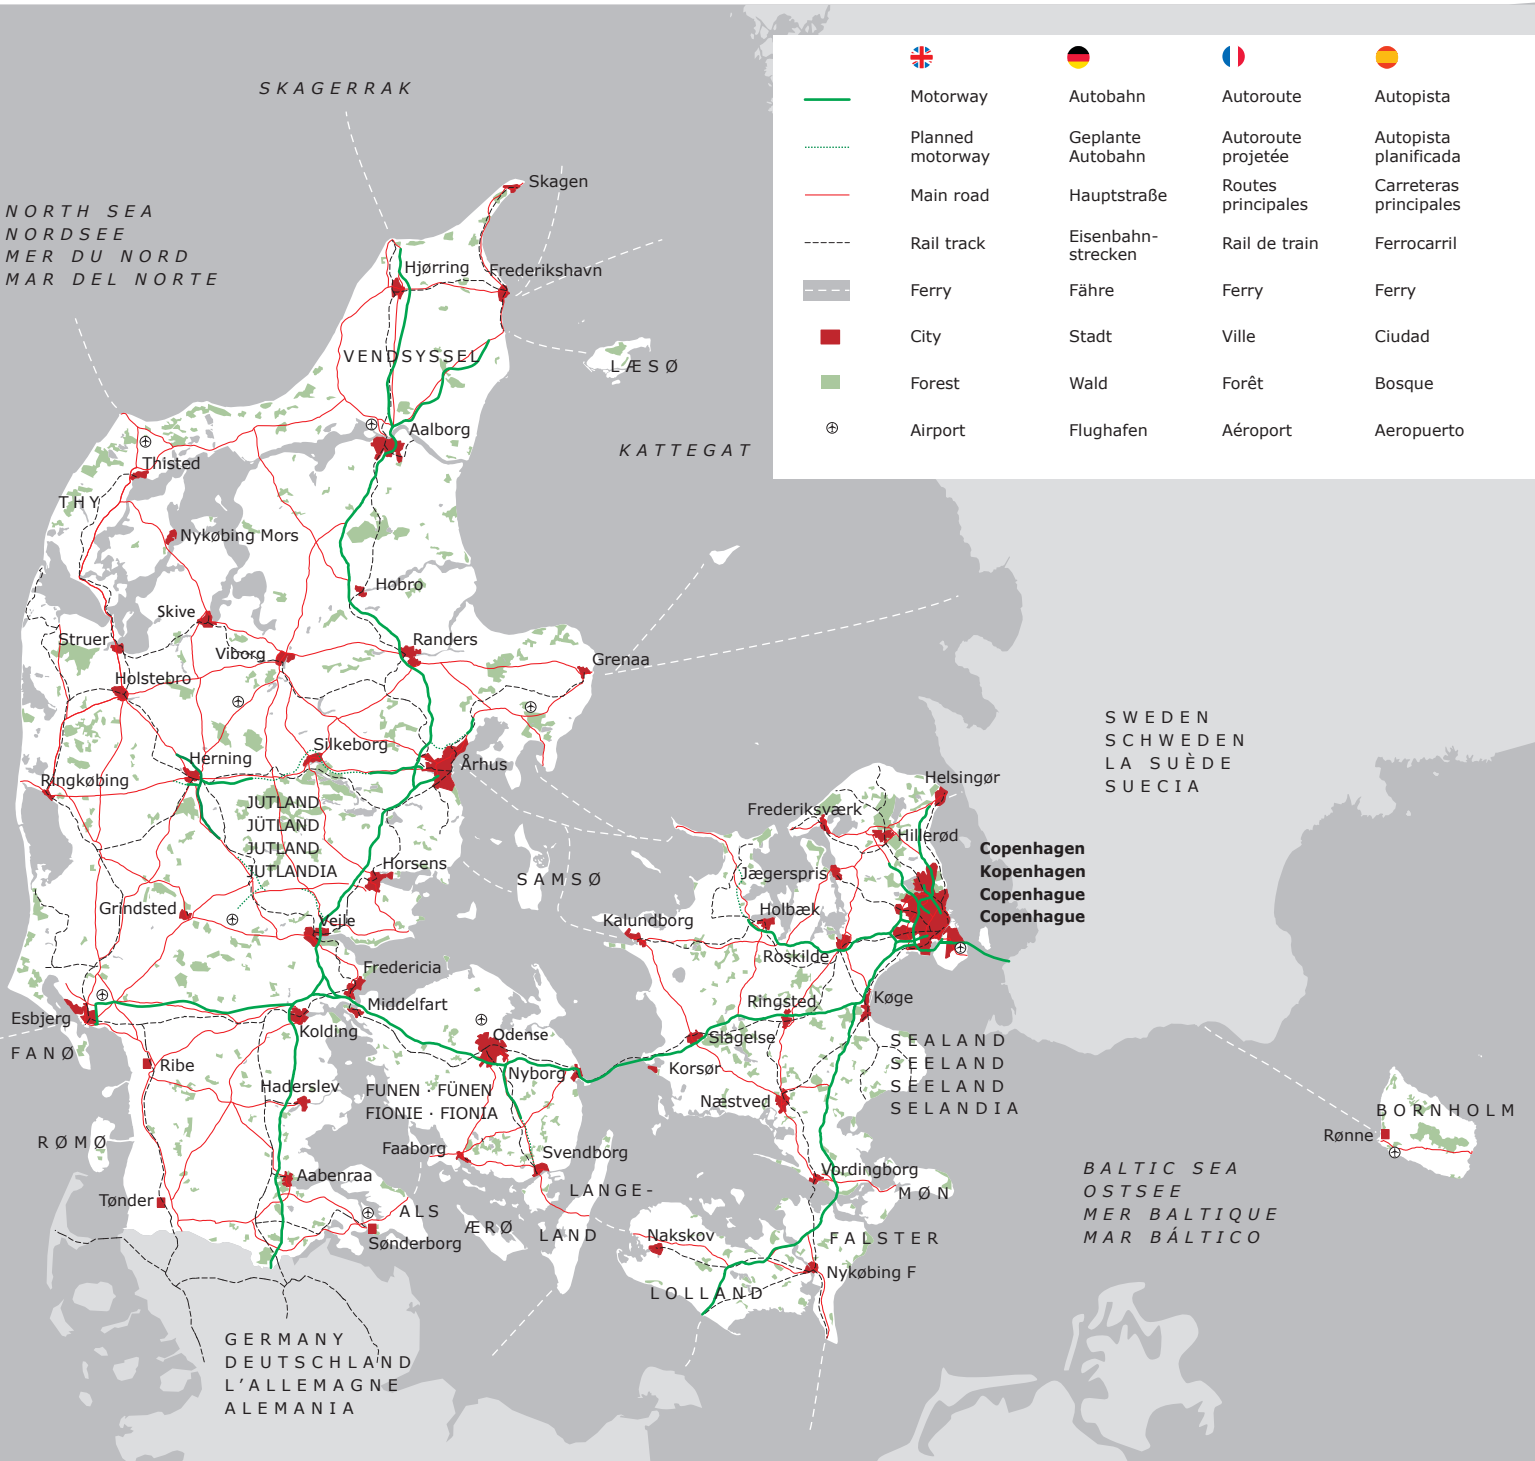 Motorway
Autobahn
Autoroute
Autopista
Planned
motorway
Geplante
Autobahn
Autoroute
projetée
Autopista
planificada
Main road
Hauptstraße
Routes
principales
Carreteras
principales
Rail track
Eisenbahn-
strecken
Rail de train
Ferrocarril
Ferry
Fähre
Ferry
Ferry
City
Stadt
Ville
Ciudad
Forest
Wald
Forêt
Bosque
Airport
Flughafen
Aéroport
Aeropuerto
SKAGERRAK
NORTH SEA
NORDSEE
MER DU NORD
MAR DEL NORTE
Skagen
Hjørring
Frederikshavn
VENDSYSSEL
LÆSØ
Aalborg
KATTEGAT
Thisted
THY
Nykøbing Mors
Hobro
Skive
Struer
Viborg
Randers
Grenaa
Holstebro
Silkeborg
Herning
Århus
Ringkøbing
JUTLAND
JÜTLAND
JUTLAND
JUTLANDIA
Horsens
SAMSØ
Grindsted
Vejle
Fredericia
Middelfart
Esbjerg
Kolding
Odense
FANØ
Ribe
Nyborg
Haderslev
FUNEN · FÜNEN
FIONIE · FIONIA
RØMØ
Faaborg
Svendborg
Aabenraa
LANGE-
LAND
Tønder
ALS
ÆRØ
Sønderborg
GERMANY
DEUTSCHLAND
L’ALLEMAGNE
ALEMANIA
SWEDEN
SCHWEDEN
LA SUÈDE
SUECIA
Helsingør
Frederiksværk
Hillerød
Copenhagen
Kopenhagen
Copenhague
Copenhague
Jægerspris
Holbæk
Kalundborg
Roskilde
Ringsted
Køge
Slagelse
SEALAND
SEELAND
SEELAND
SELANDIA
Korsør
Næstved
Vordingborg
MØN
Nakskov
FALSTER
Nykøbing F
LOLLAND
BORNHOLM
Rønne
BALTIC SEA
OSTSEE
MER BALTIQUE
MAR BÁLTICO